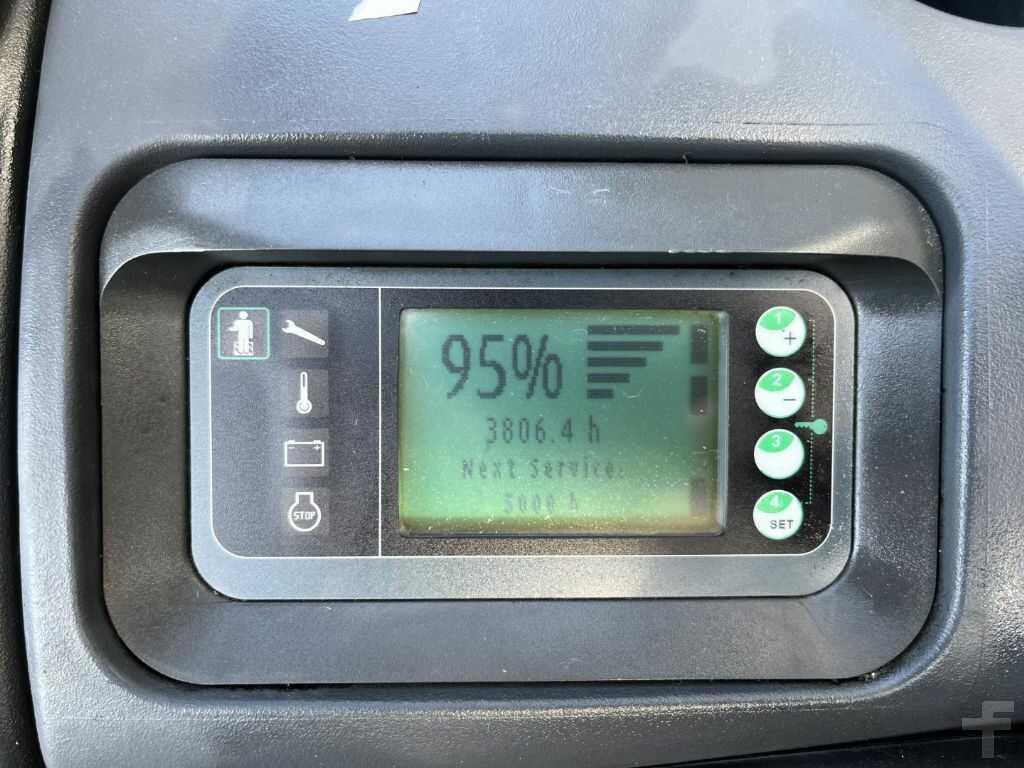 95%
3806.4 h
Next Service:
5000 h
STOP
1
+
2
−
3
4
SET